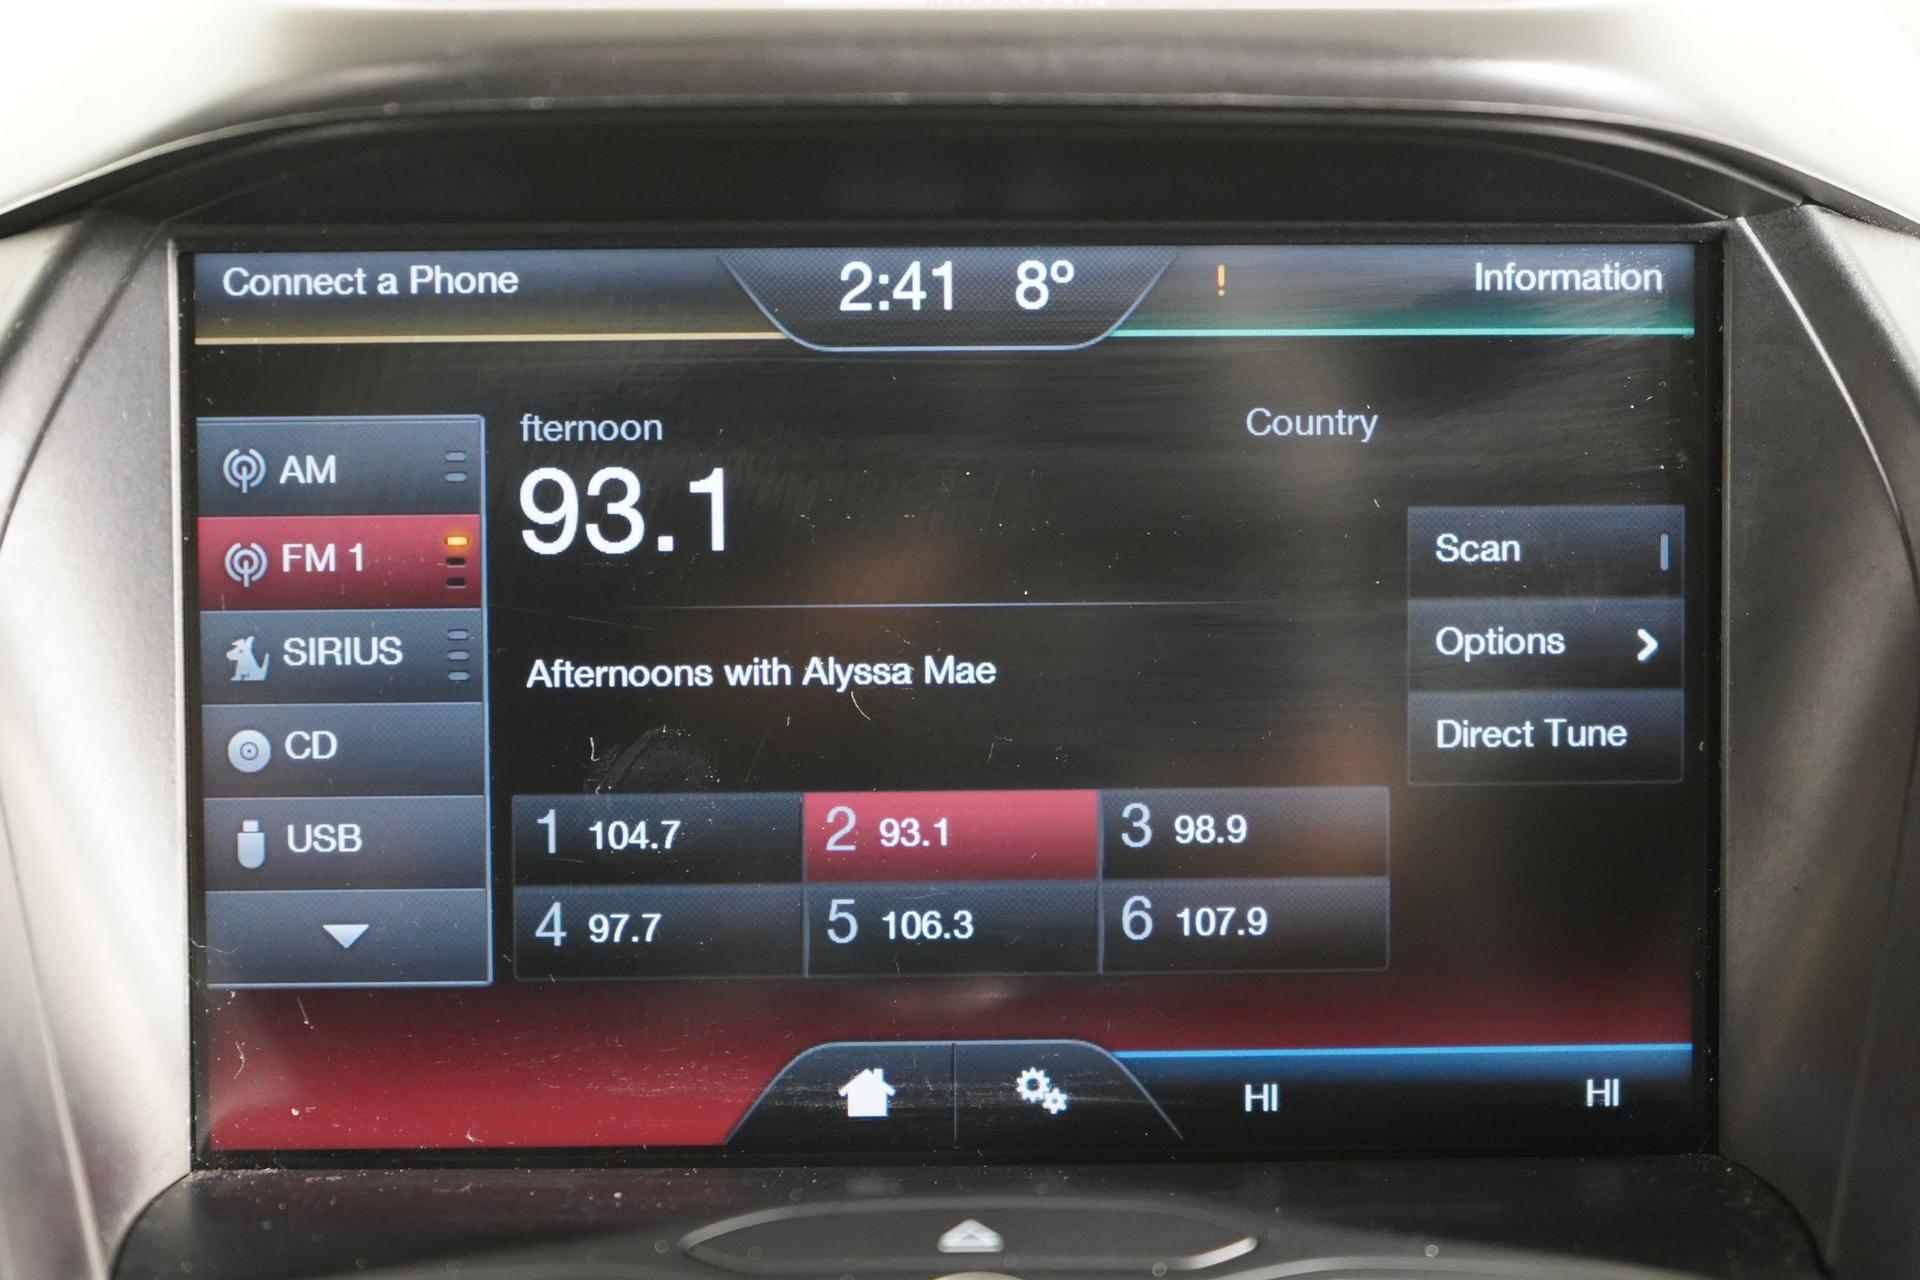 Connect a Phone
2:41 8°
!
Information
AM
FM 1
SIRIUS
CD
USB
fternoon
Country
93.1
Afternoons with Alyssa Mae
Scan
Options
Direct Tune
1 104.7
2 93.1
3 98.9
4 97.7
5 106.3
6 107.9
HI
HI